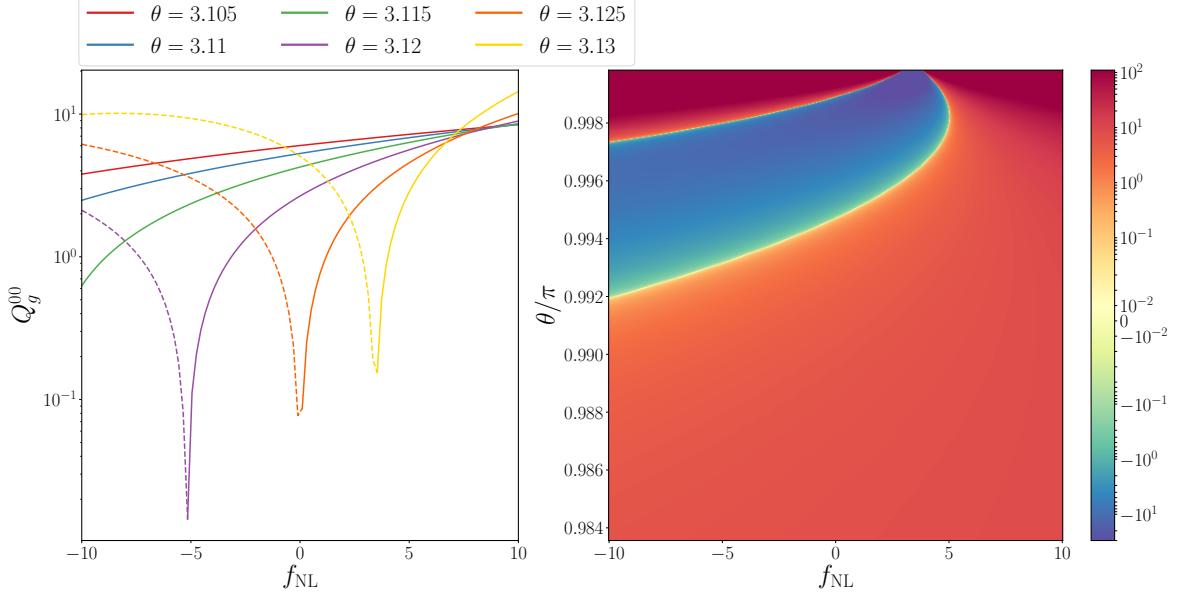 θ = 3.105 θ = 3.115 θ = 3.125
θ = 3.11 θ = 3.12 θ = 3.13
10¹
10⁰
10⁻¹
Q_g^{00}
−10 −5 0 5 10
f_NL
0.998
0.996
0.994
0.992
0.990
0.988
0.986
0.984
θ/π
−10 −5 0 5 10
f_NL
10²
10¹
10⁰
10⁻¹
10⁻²
0
−10⁻²
−10⁻¹
−10⁰
−10¹